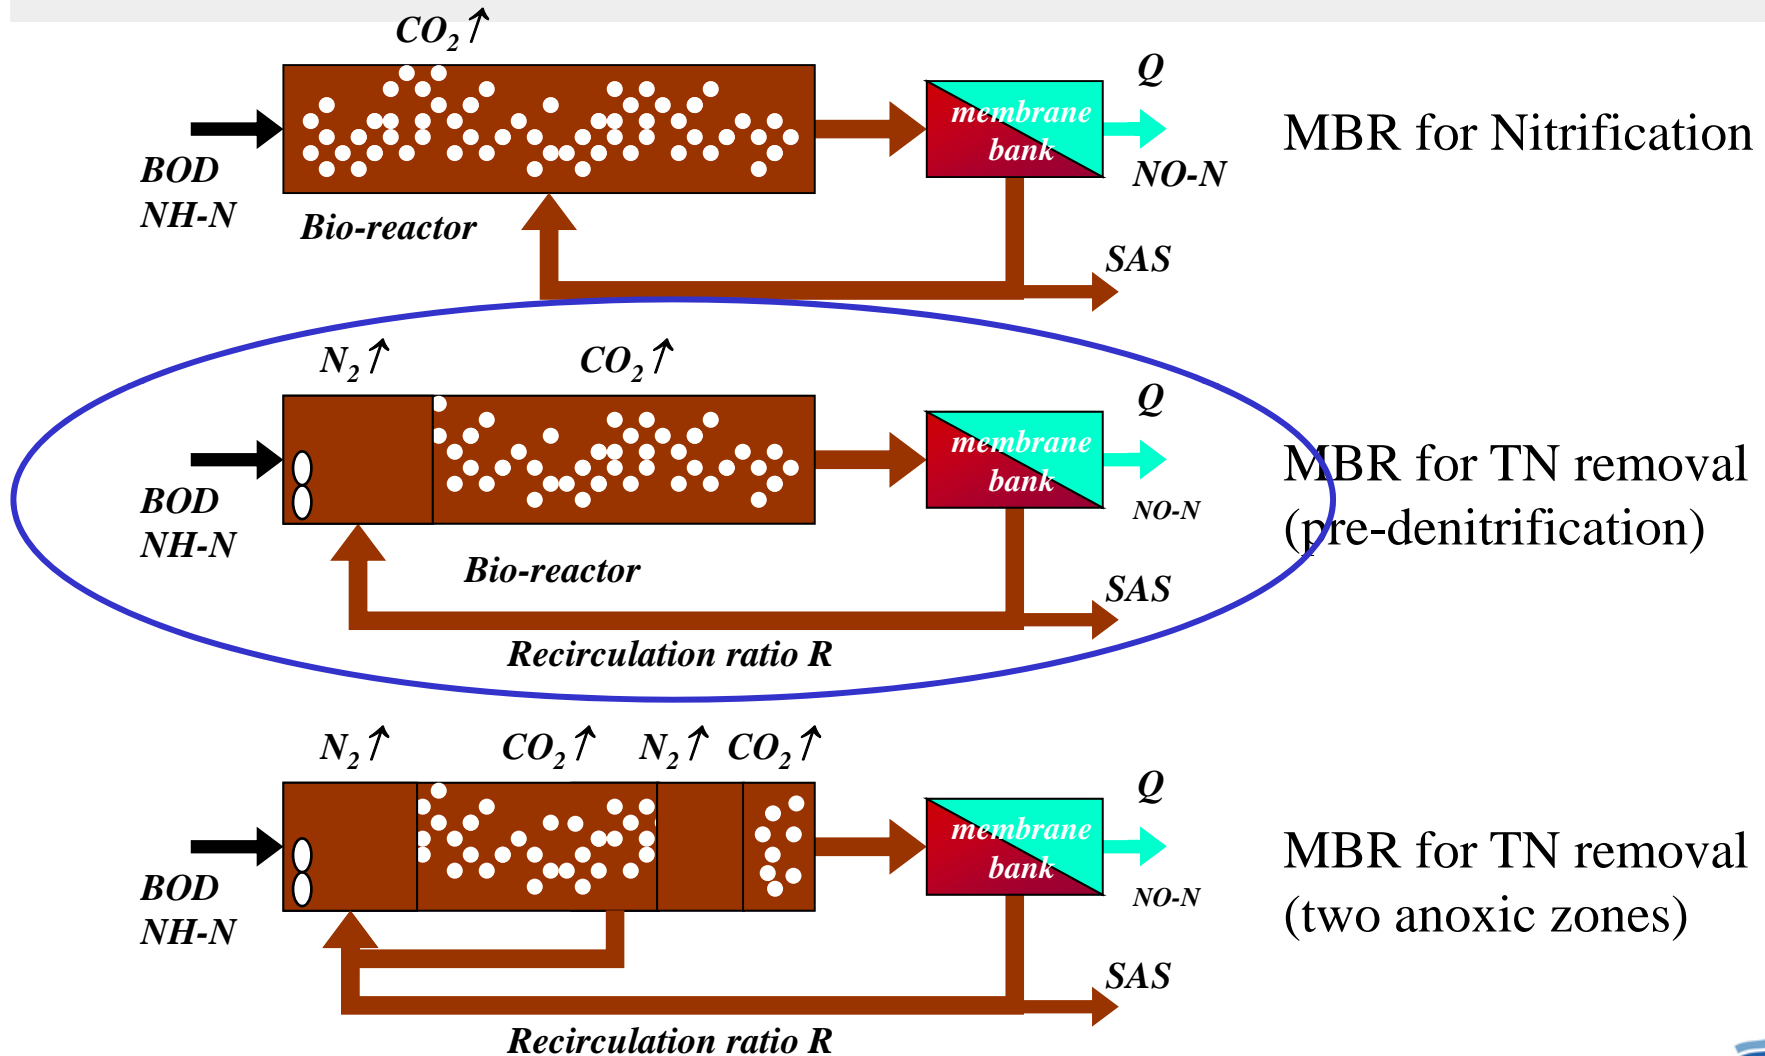 CO2↑
BOD
NH-N
Bio-reactor
membrane
bank
Q
NO-N
SAS
MBR for Nitrification
N2↑
CO2↑
BOD
NH-N
Bio-reactor
Recirculation ratio R
membrane
bank
Q
NO-N
SAS
MBR for TN removal
(pre-denitrification)
N2↑
CO2↑
N2↑
CO2↑
BOD
NH-N
Recirculation ratio R
membrane
bank
Q
NO-N
SAS
MBR for TN removal
(two anoxic zones)